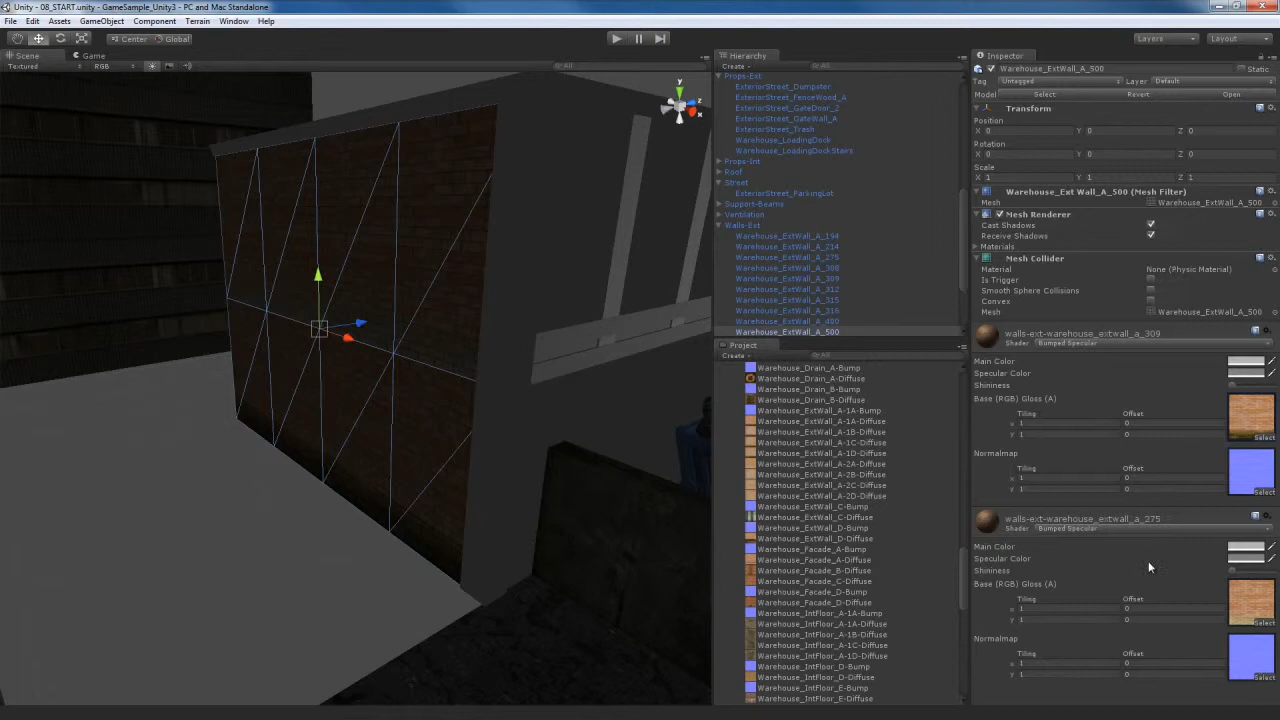 Unity - 08_START.unity - GameSample_Unity3 - PC and Mac Standalone
File Edit Assets GameObject Component Terrain Window Help
Center Global
Layers
Layout
Scene
Game
Textured
RGB
All
y
z
x
Hierarchy
Create
All
Props-Ext
ExteriorStreet_Dumpster
ExteriorStreet_FenceWood_A
ExteriorStreet_GateDoor_2
ExteriorStreet_GateWall_A
ExteriorStreet_Trash
Warehouse_LoadingDock
Warehouse_LoadingDockStairs
Props-Int
Roof
Street
ExteriorStreet_ParkingLot
Support-Beams
Ventilation
Walls-Ext
Warehouse_ExtWall_A_194
Warehouse_ExtWall_A_214
Warehouse_ExtWall_A_275
Warehouse_ExtWall_A_308
Warehouse_ExtWall_A_309
Warehouse_ExtWall_A_312
Warehouse_ExtWall_A_315
Warehouse_ExtWall_A_316
Warehouse_ExtWall_A_400
Warehouse_ExtWall_A_500
Project
Create
All
Warehouse_Drain_A-Bump
Warehouse_Drain_A-Diffuse
Warehouse_Drain_B-Bump
Warehouse_Drain_B-Diffuse
Warehouse_ExtWall_A-1A-Bump
Warehouse_ExtWall_A-1A-Diffuse
Warehouse_ExtWall_A-1B-Diffuse
Warehouse_ExtWall_A-1C-Diffuse
Warehouse_ExtWall_A-1D-Diffuse
Warehouse_ExtWall_A-2A-Diffuse
Warehouse_ExtWall_A-2B-Diffuse
Warehouse_ExtWall_A-2C-Diffuse
Warehouse_ExtWall_A-2D-Diffuse
Warehouse_ExtWall_C-Bump
Warehouse_ExtWall_C-Diffuse
Warehouse_ExtWall_D-Bump
Warehouse_ExtWall_D-Diffuse
Warehouse_Facade_A-Bump
Warehouse_Facade_A-Diffuse
Warehouse_Facade_B-Diffuse
Warehouse_Facade_C-Diffuse
Warehouse_Facade_D-Bump
Warehouse_Facade_D-Diffuse
Warehouse_IntFloor_A-1A-Bump
Warehouse_IntFloor_A-1A-Diffuse
Warehouse_IntFloor_A-1B-Diffuse
Warehouse_IntFloor_A-1C-Diffuse
Warehouse_IntFloor_A-1D-Diffuse
Warehouse_IntFloor_D-Bump
Warehouse_IntFloor_D-Diffuse
Warehouse_IntFloor_E-Bump
Warehouse_IntFloor_E-Diffuse
Inspector
Warehouse_ExtWall_A_500
Static
Tag Untagged Layer Default
Model Select Revert Open
Transform
Position
X 0 Y 0 Z 0
Rotation
X 0 Y 0 Z 0
Scale
X 1 Y 1 Z 1
Warehouse_Ext Wall_A_500 (Mesh Filter)
Mesh Warehouse_ExtWall_A_500
Mesh Renderer
Cast Shadows
Receive Shadows
Materials
Mesh Collider
Material None (Physic Material)
Is Trigger
Smooth Sphere Collisions
Convex
Mesh Warehouse_ExtWall_A_500
walls-ext-warehouse_extwall_a_309
Shader Bumped Specular
Main Color
Specular Color
Shininess
Base (RGB) Gloss (A)
Tiling Offset
x 1 0
y 1 0
Select
Normalmap
Tiling Offset
x 1 0
y 1 0
Select
walls-ext-warehouse_extwall_a_275
Shader Bumped Specular
Main Color
Specular Color
Shininess
Base (RGB) Gloss (A)
Tiling Offset
x 1 0
y 1 0
Select
Normalmap
Tiling Offset
x 1 0
y 1 0
Select